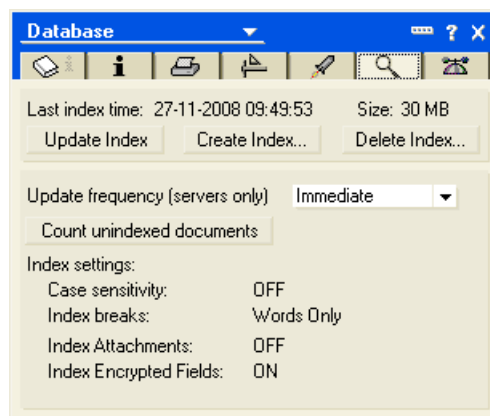 Database ? X
i i
Last index time: 27-11-2008 09:49:53 Size: 30 MB
Update Index Create Index... Delete Index...
Update frequency (servers only) Immediate
Count unindexed documents
Index settings:
Case sensitivity: OFF
Index breaks: Words Only
Index Attachments: OFF
Index Encrypted Fields: ON